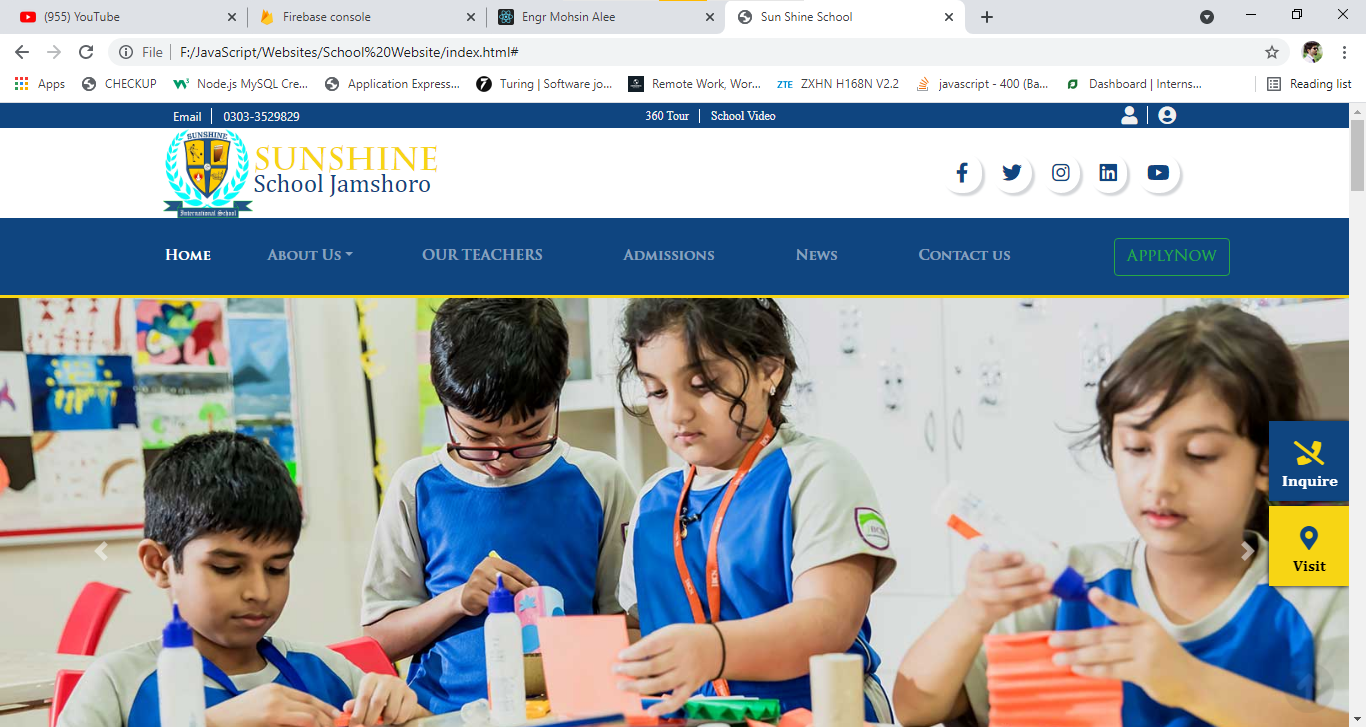 (955) YouTube
Firebase console
Engr Mohsin Alee
Sun Shine School
File
F:/JavaScript/Websites/School%20Website/index.html#
Apps
CHECKUP
Node.js MySQL Cre...
Application Express...
Turing | Software jo...
Remote Work, Wor...
ZTE ZXHN H168N V2.2
javascript - 400 (Ba...
Dashboard | Interns...
Reading list
Email
0303-3529829
360 Tour
School Video
SUNSHINE
International School
SUNSHINE
School Jamshoro
Home
About Us
OUR TEACHERS
Admissions
News
Contact us
ApplyNow
Inquire
Visit